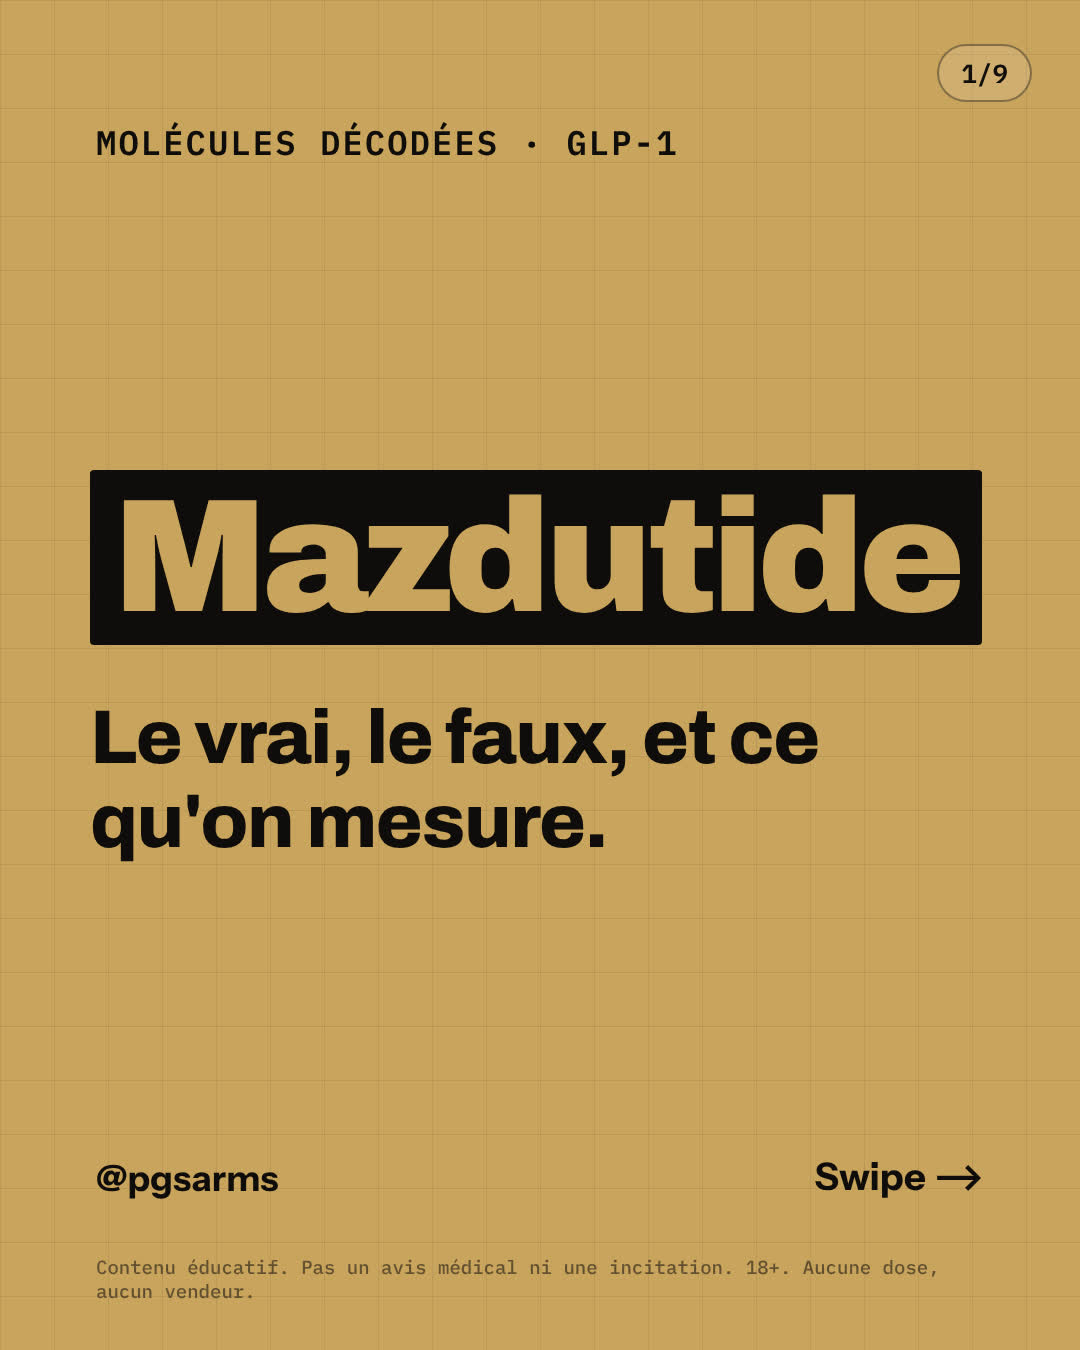 1/9
MOLÉCULES DÉCODÉES · GLP-1
Mazdutide
Le vrai, le faux, et ce
qu'on mesure.
@pgsarms
Swipe →
Contenu éducatif. Pas un avis médical ni une incitation. 18+. Aucune dose,
aucun vendeur.